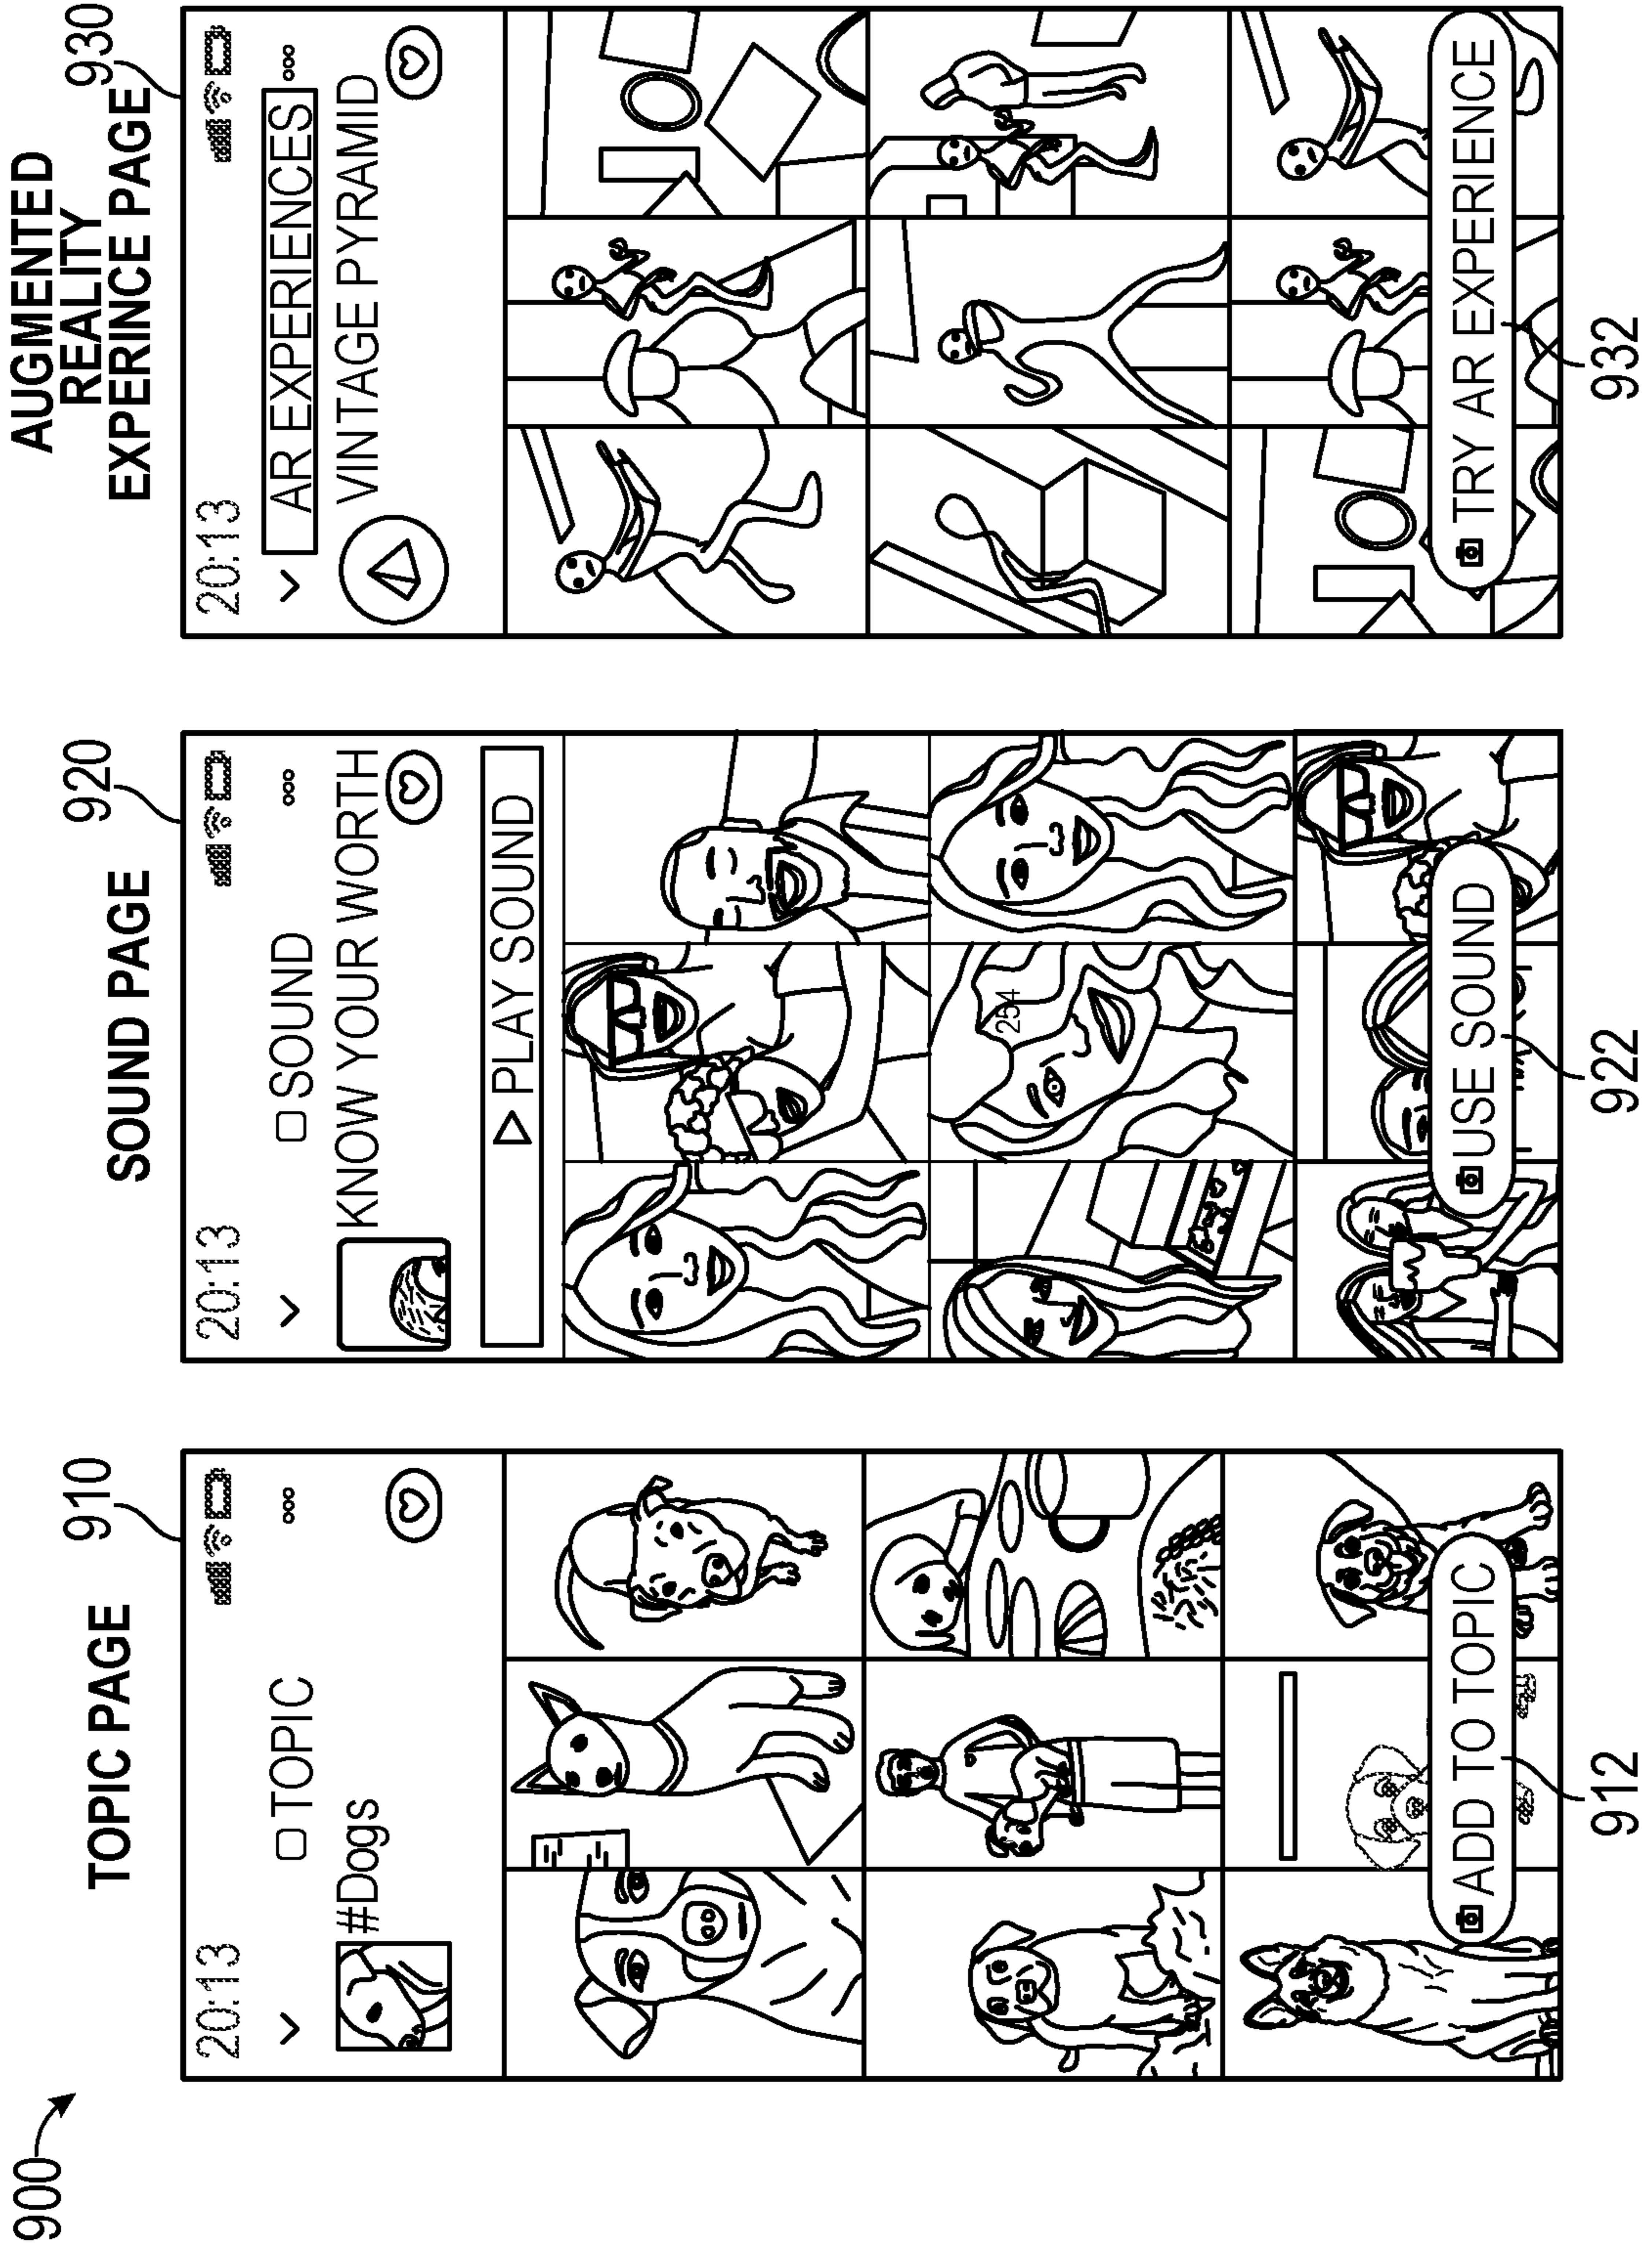 900
TOPIC PAGE
910
20:13
TOPIC
#Dogs
ADD TO TOPIC
912
SOUND PAGE
920
20:13
SOUND
KNOW YOUR WORTH
PLAY SOUND
254
USE SOUND
922
AUGMENTED
REALITY
EXPERINCE PAGE
930
20:13
AR EXPERIENCES
VINTAGE PYRAMID
TRY AR EXPERIENCE
932